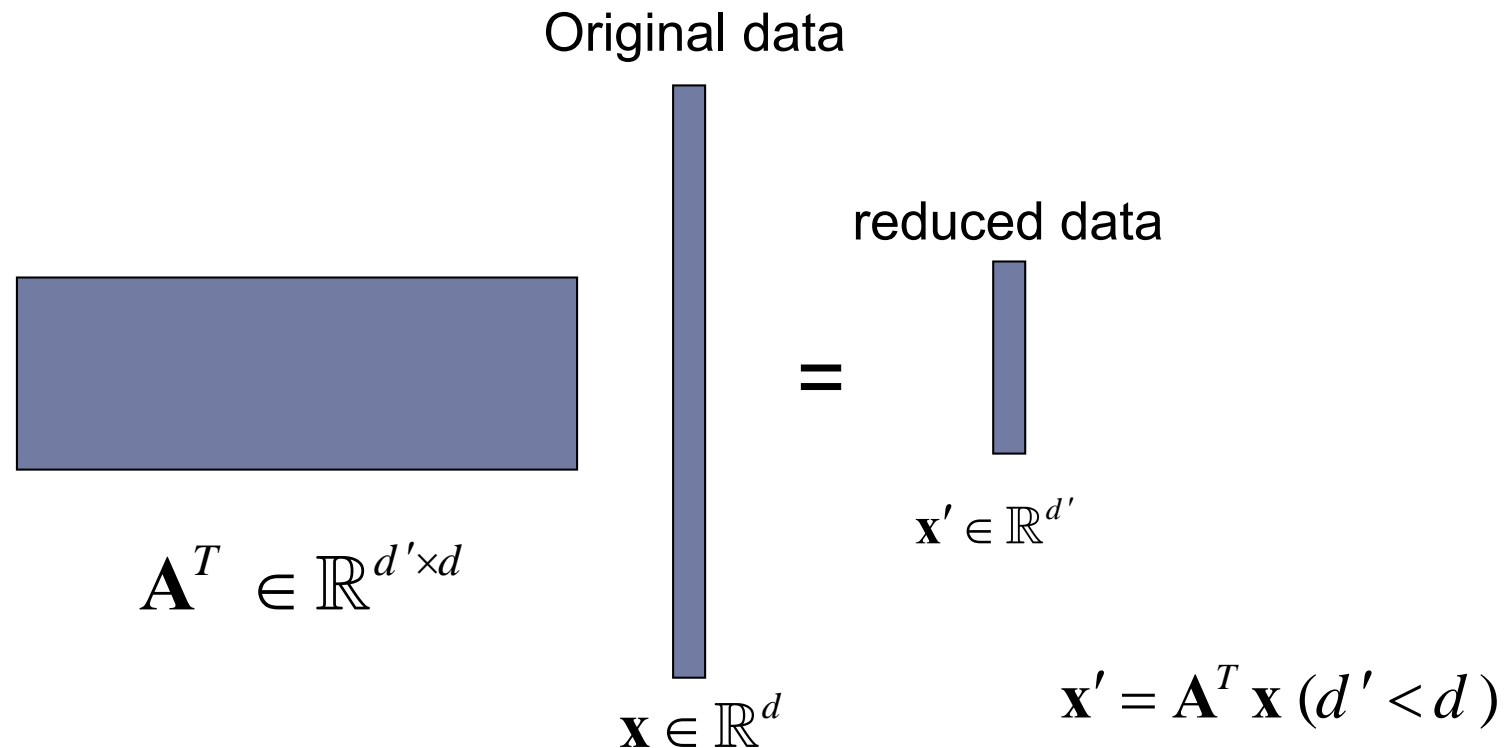 Original data
reduced data
=
𝐱′ ∈ ℝ^{d′}
𝐀^T ∈ ℝ^{d′×d}
𝐱 ∈ ℝ^d
𝐱′ = 𝐀^T 𝐱 (d′ < d)